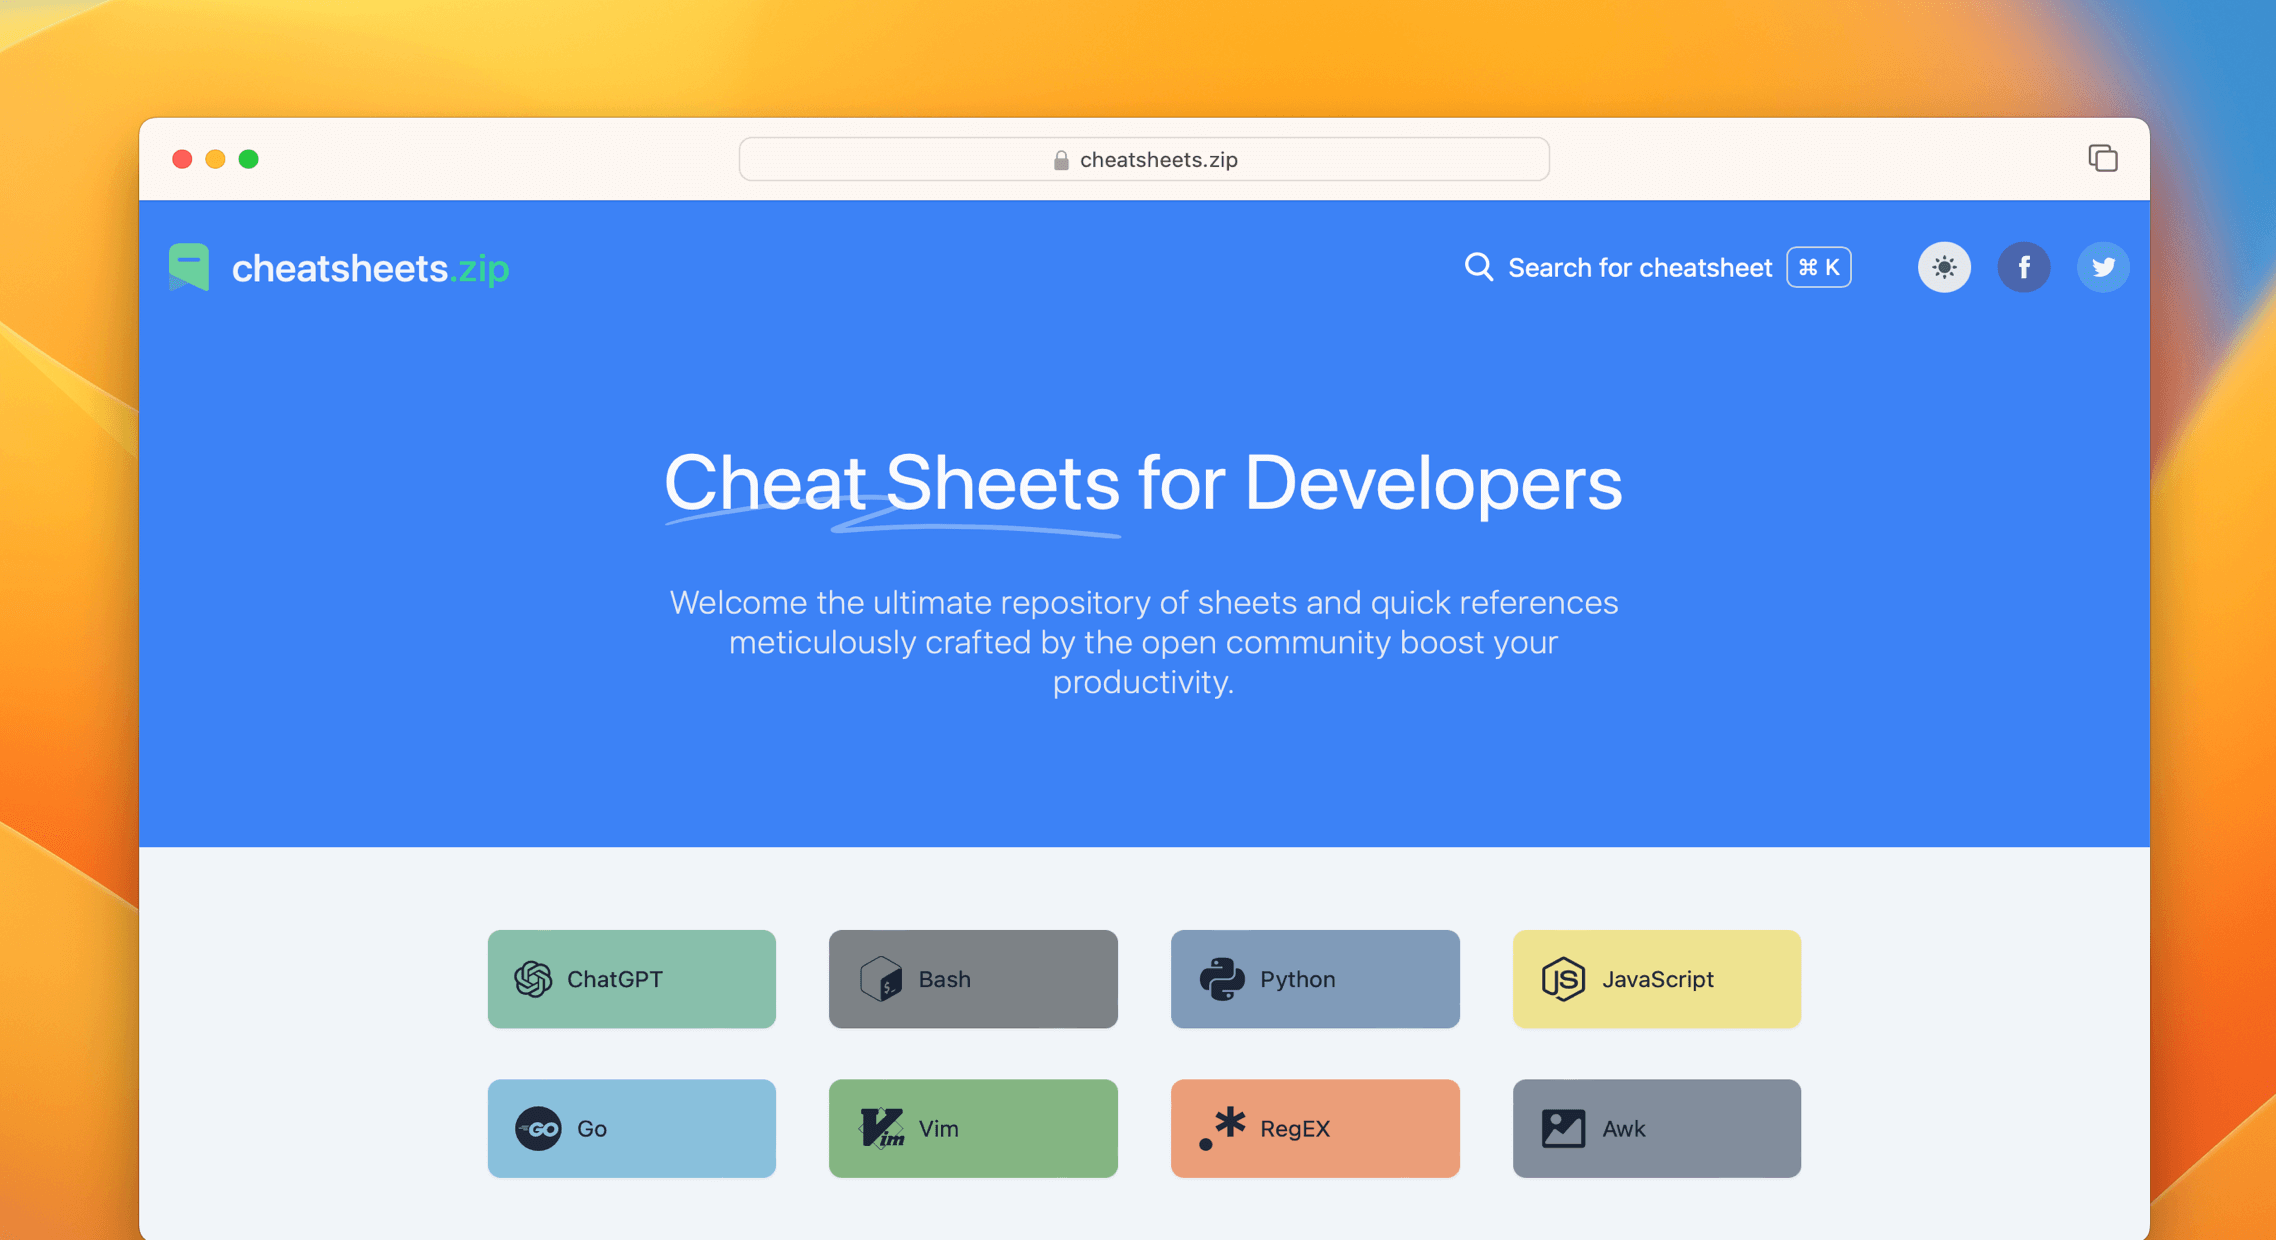 cheatsheets.zip
cheatsheets.zip
Search for cheatsheet ⌘ K
f
Cheat Sheets for Developers
Welcome the ultimate repository of sheets and quick references
meticulously crafted by the open community boost your
productivity.
ChatGPT
$_ Bash
Python
JS JavaScript
GO Go
Vim Vim
.* RegEX
Awk